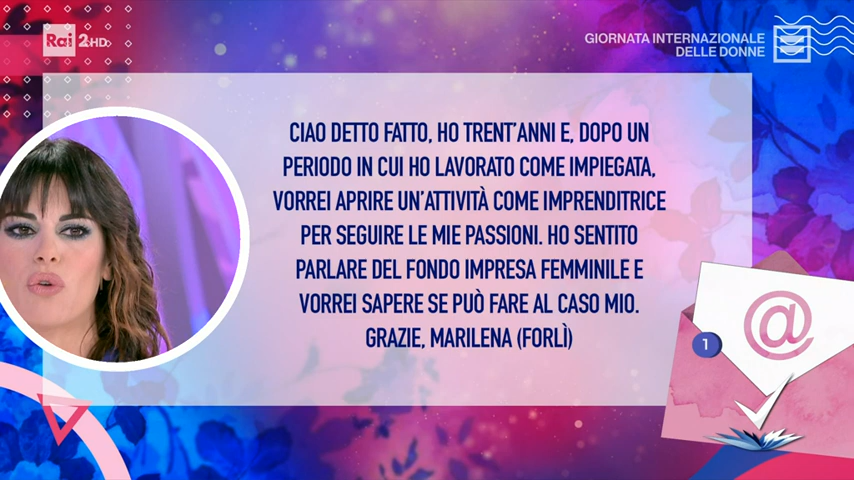 Rai 2HD
GIORNATA INTERNAZIONALE
DELLE DONNE
CIAO DETTO FATTO, HO TRENT'ANNI E, DOPO UN
PERIODO IN CUI HO LAVORATO COME IMPIEGATA,
VORREI APRIRE UN'ATTIVITÀ COME IMPRENDITRICE
PER SEGUIRE LE MIE PASSIONI. HO SENTITO
PARLARE DEL FONDO IMPRESA FEMMINILE E
VORREI SAPERE SE PUÒ FARE AL CASO MIO.
GRAZIE, MARILENA (FORLÌ)
@
1